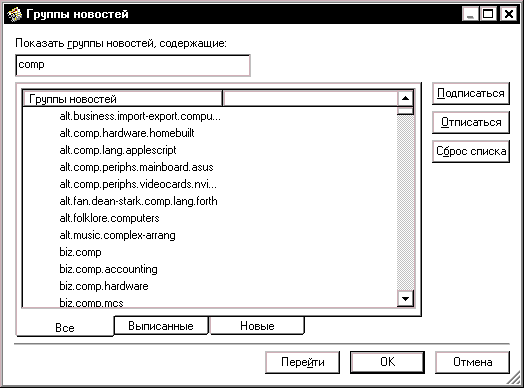 Группы новостей
Показать группы новостей, содержащие:
comp
Группы новостей
alt.business.import-export.compu...
alt.comp.hardware.homebuilt
alt.comp.lang.applescript
alt.comp.periphs.mainboard.asus
alt.comp.periphs.videocards.nvi...
alt.fan.dean-stark.comp.lang.forth
alt.folklore.computers
alt.music.complex-arrang
biz.comp
biz.comp.accounting
biz.comp.hardware
biz.comp.mcs
Подписаться
Отписаться
Сброс списка
Все
Выписанные
Новые
Перейти
OK
Отмена